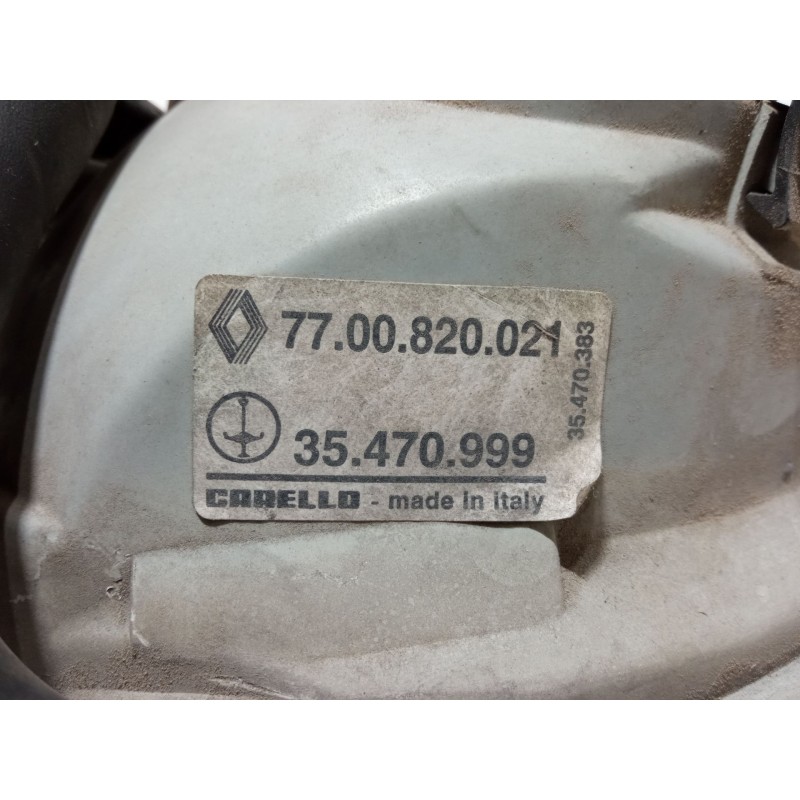 77.00.820.021
35.470.999
CARELLO - made in italy
35.470.383